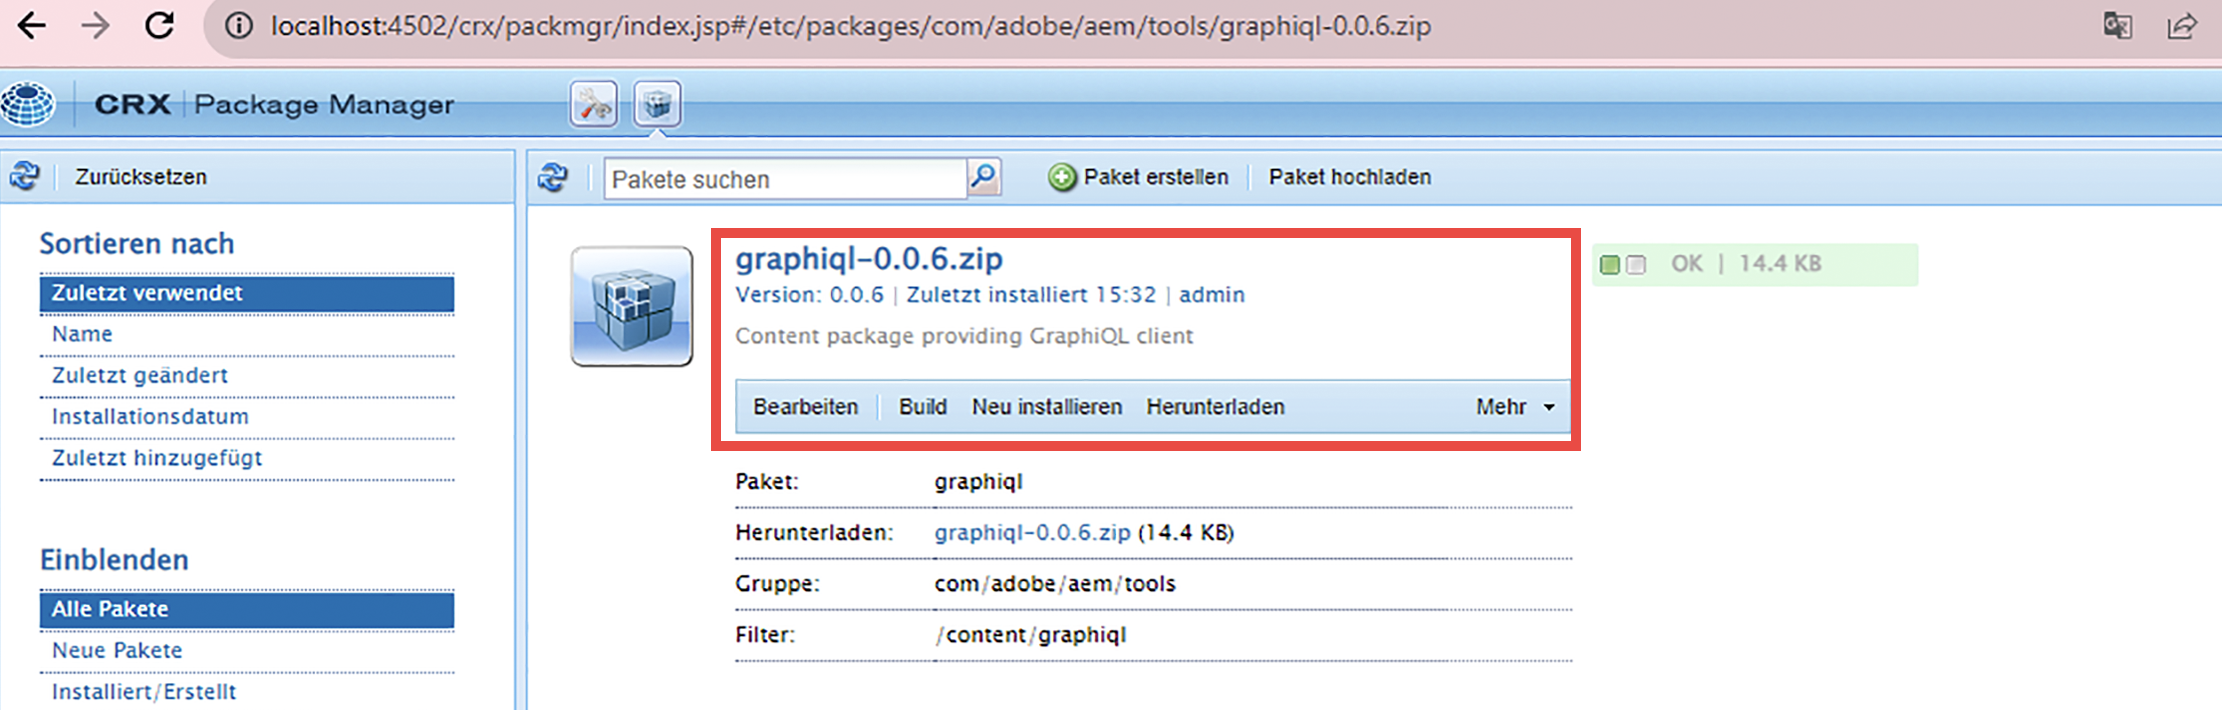 localhost:4502/crx/packmgr/index.jsp#/etc/packages/com/adobe/aem/tools/graphiql-0.0.6.zip
CRX | Package Manager
Zurücksetzen
Sortieren nach
Zuletzt verwendet
Name
Zuletzt geändert
Installationsdatum
Zuletzt hinzugefügt
Einblenden
Alle Pakete
Neue Pakete
Installiert/Erstellt
Pakete suchen
Paket erstellen
Paket hochladen
graphiql-0.0.6.zip
OK | 14.4 KB
Version: 0.0.6 | Zuletzt installiert 15:32 | admin
Content package providing GraphiQL client
Bearbeiten Build Neu installieren Herunterladen Mehr
Paket: graphiql
Herunterladen: graphiql-0.0.6.zip (14.4 KB)
Gruppe: com/adobe/aem/tools
Filter: /content/graphiql